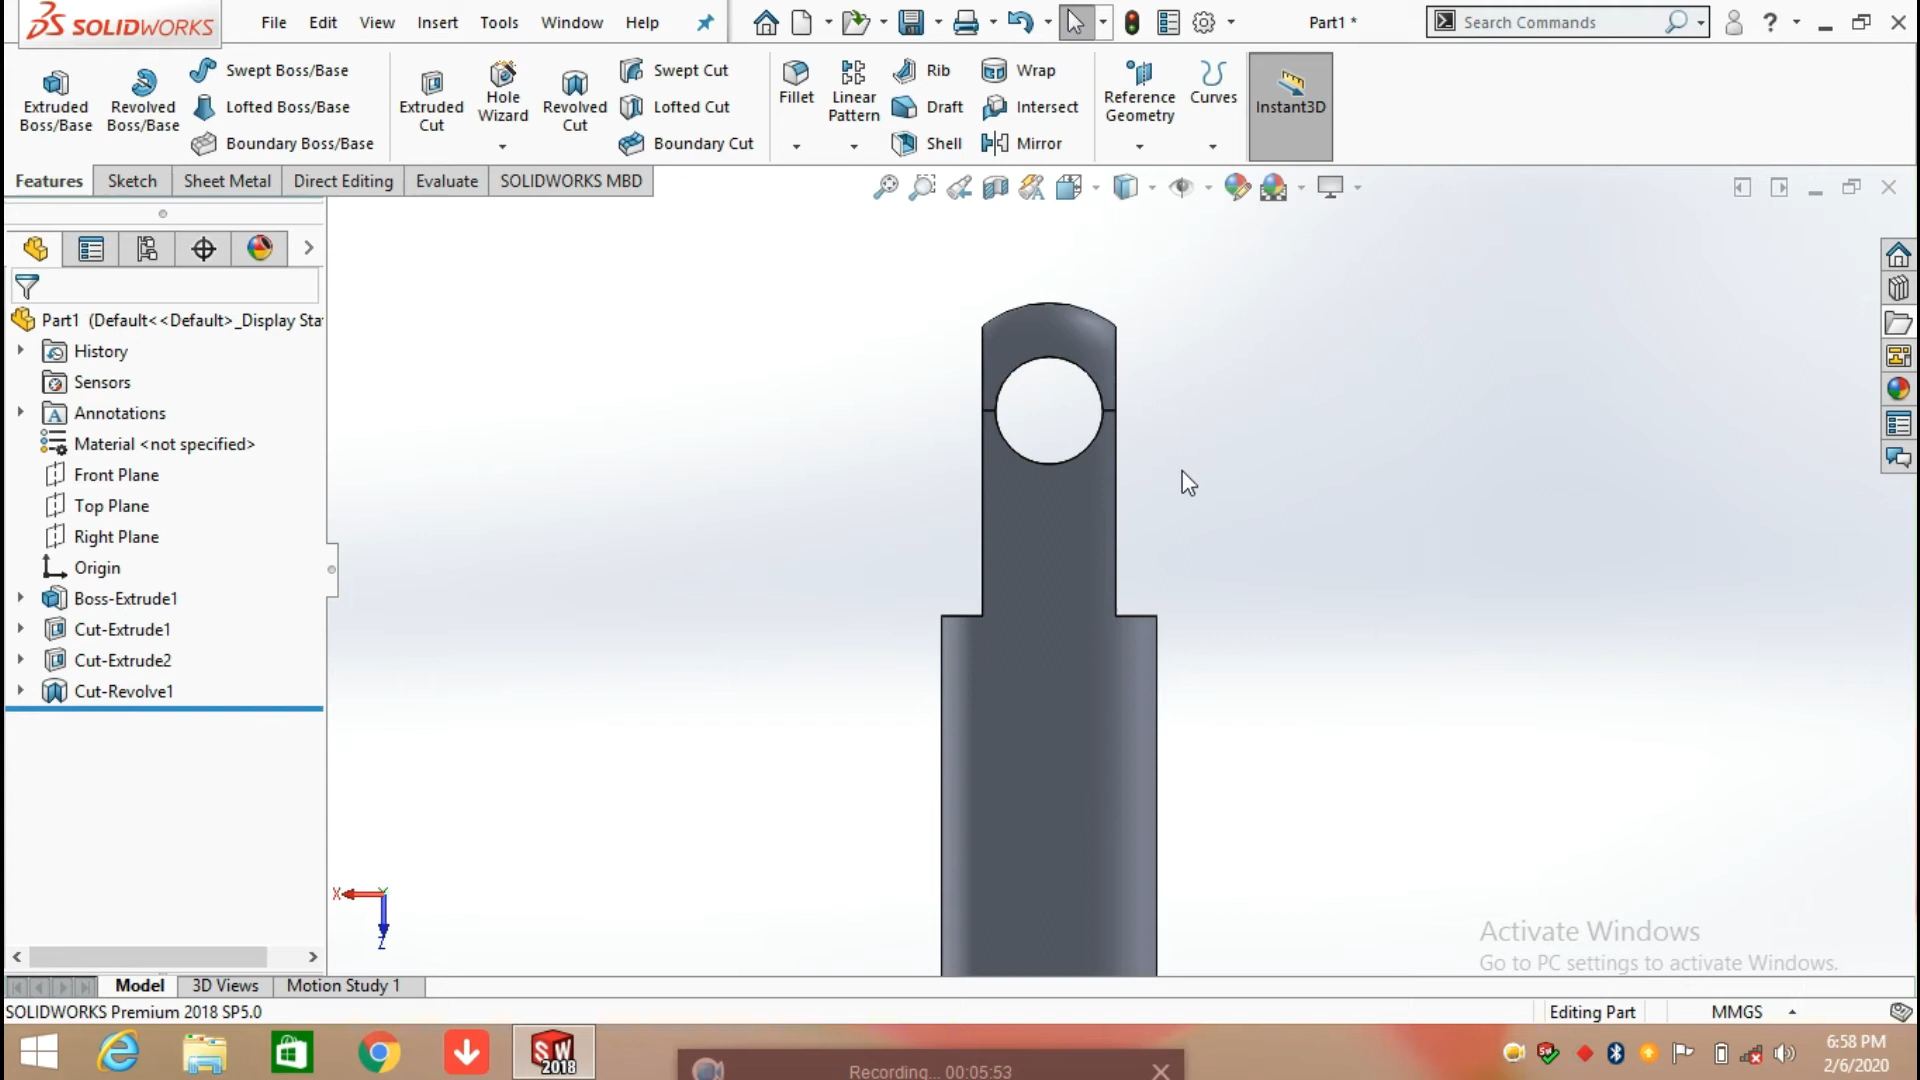 SOLIDWORKS
File Edit View Insert Tools Window Help
Part1 *
Search Commands
?
Extruded Boss/Base
Revolved Boss/Base
Swept Boss/Base
Lofted Boss/Base
Boundary Boss/Base
Extruded Cut
Hole Wizard
Revolved Cut
Swept Cut
Lofted Cut
Boundary Cut
Fillet
Linear Pattern
Rib
Draft
Shell
Wrap
Intersect
Mirror
Reference Geometry
Curves
Instant3D
Features Sketch Sheet Metal Direct Editing Evaluate SOLIDWORKS MBD
Part1 (Default<<Default>_Display Sta
History
Sensors
Annotations
Material <not specified>
Front Plane
Top Plane
Right Plane
Origin
Boss-Extrude1
Cut-Extrude1
Cut-Extrude2
Cut-Revolve1
X
Y
Z
Activate Windows
Go to PC settings to activate Windows.
Model 3D Views Motion Study 1
SOLIDWORKS Premium 2018 SP5.0
Editing Part
MMGS
SW 2018
Recording... 00:05:53
6:58 PM
2/6/2020